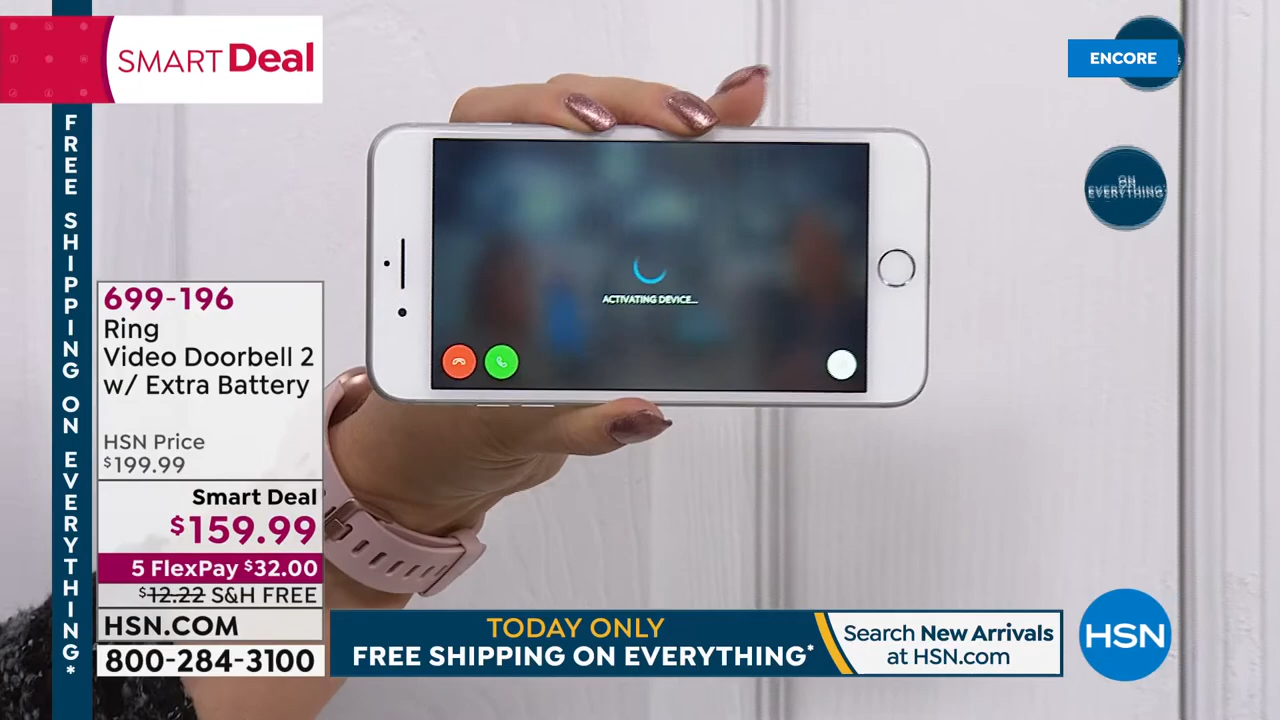 SMART Deal
ENCORE
FREE SHIPPING ON EVERYTHING*
ON
EVERYTHING*
ACTIVATING DEVICE...
699-196
Ring
Video Doorbell 2
w/ Extra Battery
HSN Price
$199.99
Smart Deal
$159.99
5 FlexPay $32.00
$12.22 S&H FREE
HSN.COM
800-284-3100
TODAY ONLY
FREE SHIPPING ON EVERYTHING*
Search New Arrivals
at HSN.com
HSN